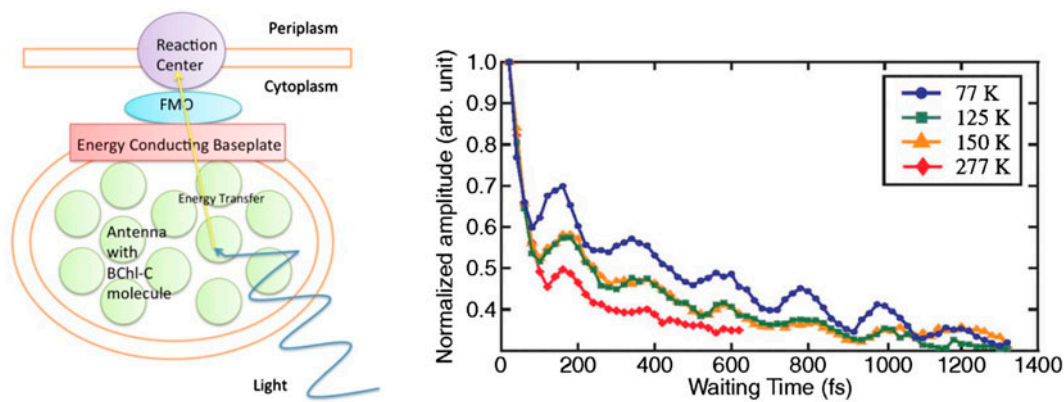 Reaction
Center
Periplasm
Cytoplasm
FMO
Energy Conducting Baseplate
Energy Transfer
Antenna
with
BChl-C
molecule
Light
Normalized amplitude (arb. unit)
1.0
0.9
0.8
0.7
0.6
0.5
0.4
77 K
125 K
150 K
277 K
0 200 400 600 800 1000 1200 1400
Waiting Time (fs)